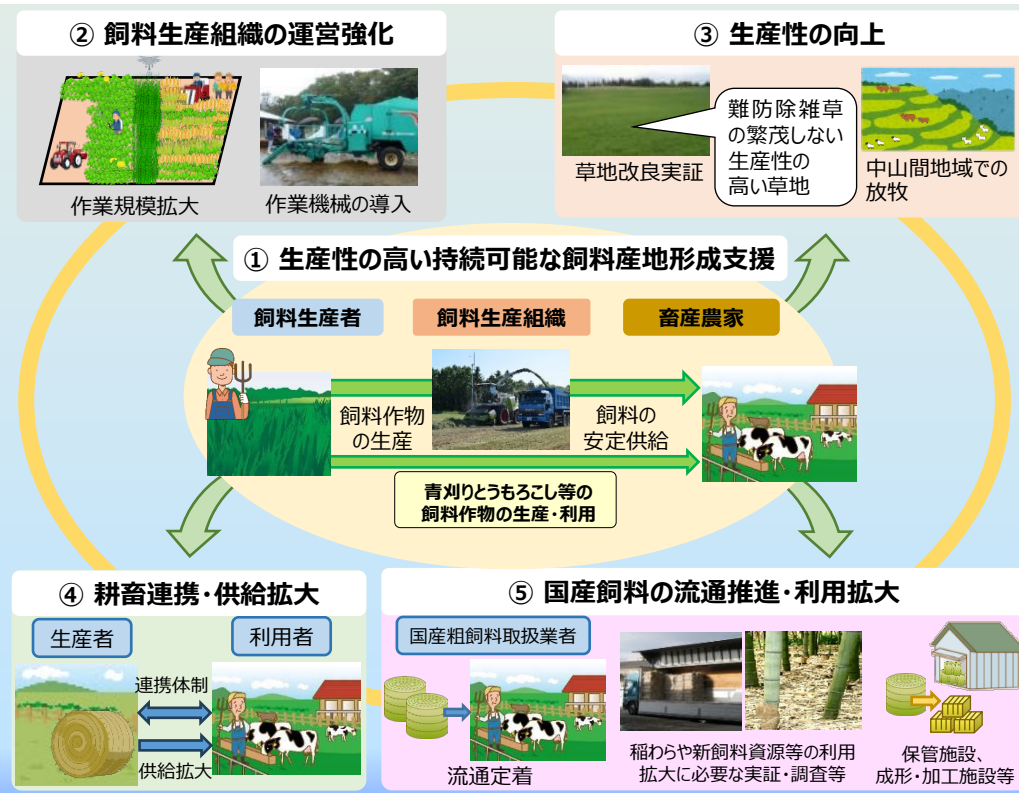 ② 飼料生産組織の運営強化
作業規模拡大
作業機械の導入
③ 生産性の向上
草地改良実証
難防除雑草
の繁茂しない
生産性の
高い草地
中山間地域での
放牧
① 生産性の高い持続可能な飼料産地形成支援
飼料生産者
飼料生産組織
畜産農家
飼料作物
の生産
飼料の
安定供給
青刈りとうもろこし等の
飼料作物の生産・利用
④ 耕畜連携・供給拡大
生産者
利用者
連携体制
供給拡大
⑤ 国産飼料の流通推進・利用拡大
国産粗飼料取扱業者
流通定着
稲わらや新飼料資源等の利用
拡大に必要な実証・調査等
保管施設、
成形・加工施設等